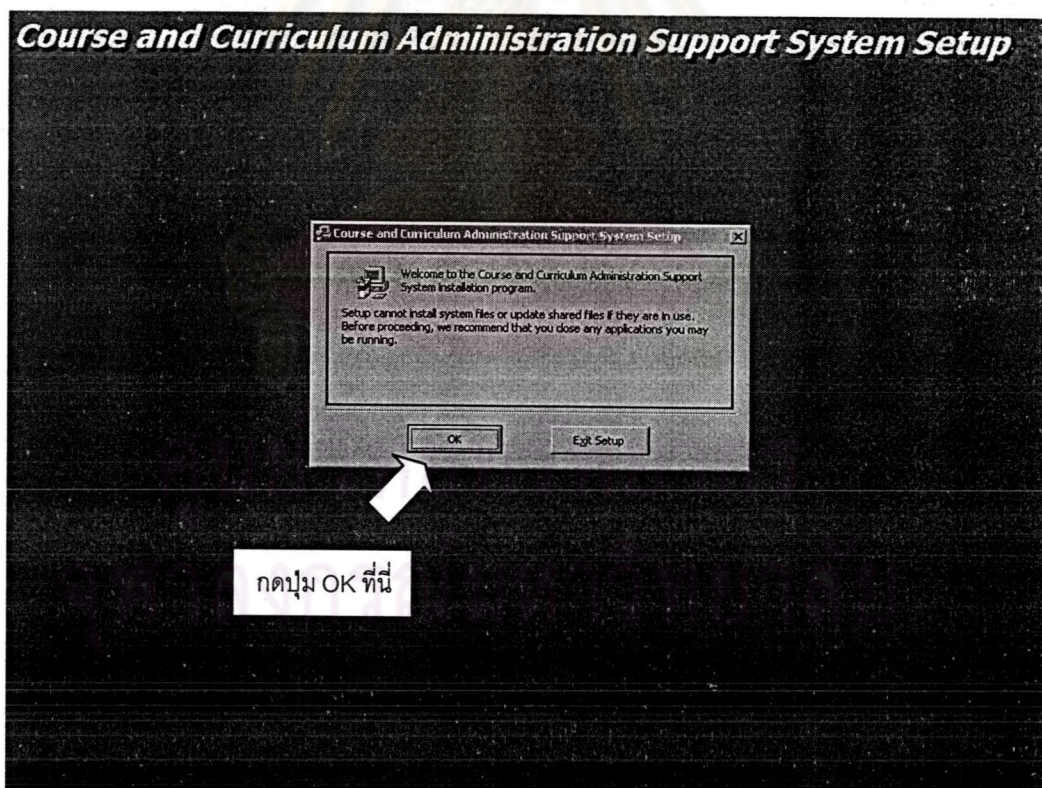 Course and Curriculum Administration Support System Setup
Course and Curriculum Administration Support System Setup
Welcome to the Course and Curriculum Administration Support
System installation program.
Setup cannot install system files or update shared files if they are in use.
Before proceeding, we recommend that you close any applications you may
be running.
OK
Exit Setup
กดปุ่ม OK ที่นี่